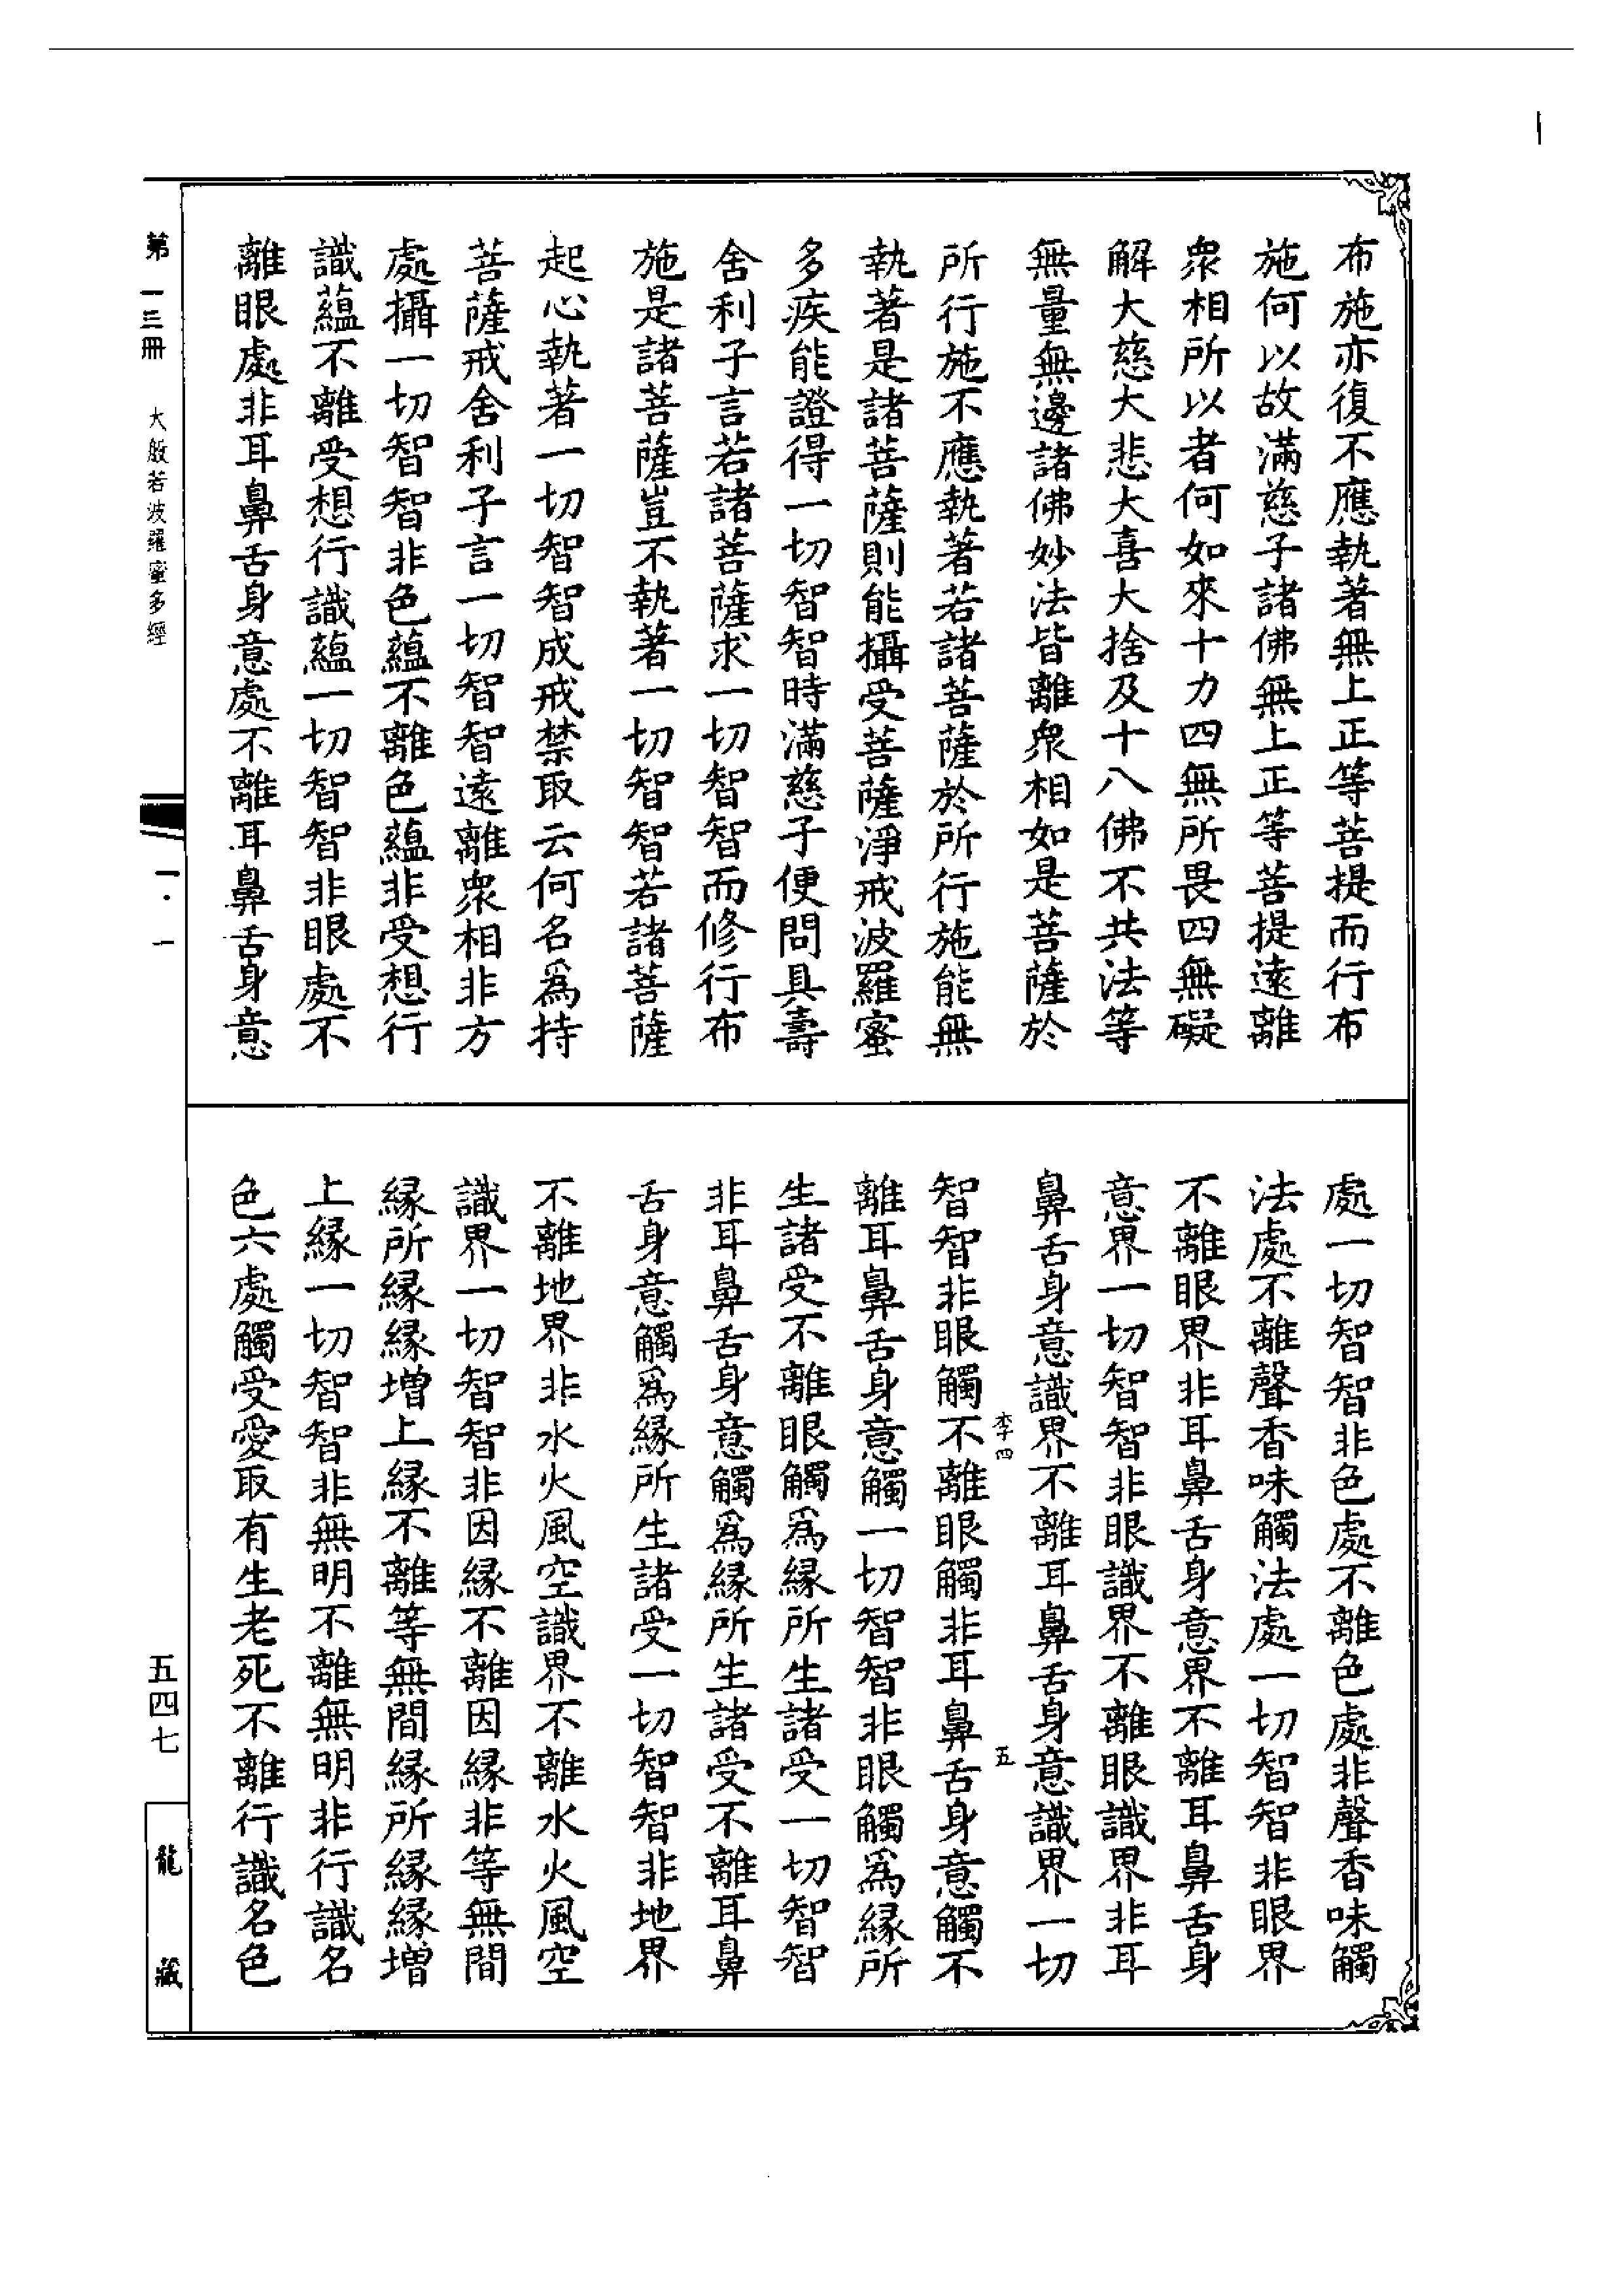 布施亦復不應執著無上正等菩提而行布
施何以故滿慈子諸佛無上正等菩提遠離
眾相所以者何如來十力四無所畏四無礙
解大慈大悲大喜大捨及十八佛不共法等
無量無邊諸佛妙法皆離眾相如是菩薩於
所行施不應執著若諸菩薩於所行施能無
執著是諸菩薩則能攝受菩薩淨戒波羅蜜
多疾能證得一切智智時滿慈子便問具壽
舍利子言若諸菩薩求一切智智而修行布
施是諸菩薩豈不執著一切智智若諸菩薩
起心執著一切智智成戒禁取云何名為持
菩薩戒舍利子言一切智智遠離眾相非方
處攝一切智智非色蘊不離色蘊非受想行
識蘊不離受想行識蘊一切智智非眼處不
離眼處非耳鼻舌身意處不離耳鼻舌身意
處一切智智非色處不離色處非聲香味觸
法處不離聲香味觸法處一切智智非眼界
不離眼界非耳鼻舌身意界不離耳鼻舌身
意界一切智智非眼識界不離眼識界非耳
鼻舌身意識界不離耳鼻舌身意識界一切
李四 五
智智非眼觸不離眼觸非耳鼻舌身意觸不
離耳鼻舌身意觸一切智智非眼觸為緣所
生諸受不離眼觸為緣所生諸受一切智智
非耳鼻舌身意觸為緣所生諸受不離耳鼻
舌身意觸為緣所生諸受一切智智非地界
不離地界非水火風空識界不離水火風空
識界一切智智非因緣不離因緣非等無間
緣所緣緣增上緣不離等無間緣所緣緣增
上緣一切智智非無明不離無明非行識名
色六處觸受愛取有生老死不離行識名色
第一三冊 大般若波羅蜜多經 一·一 五四七 龍藏